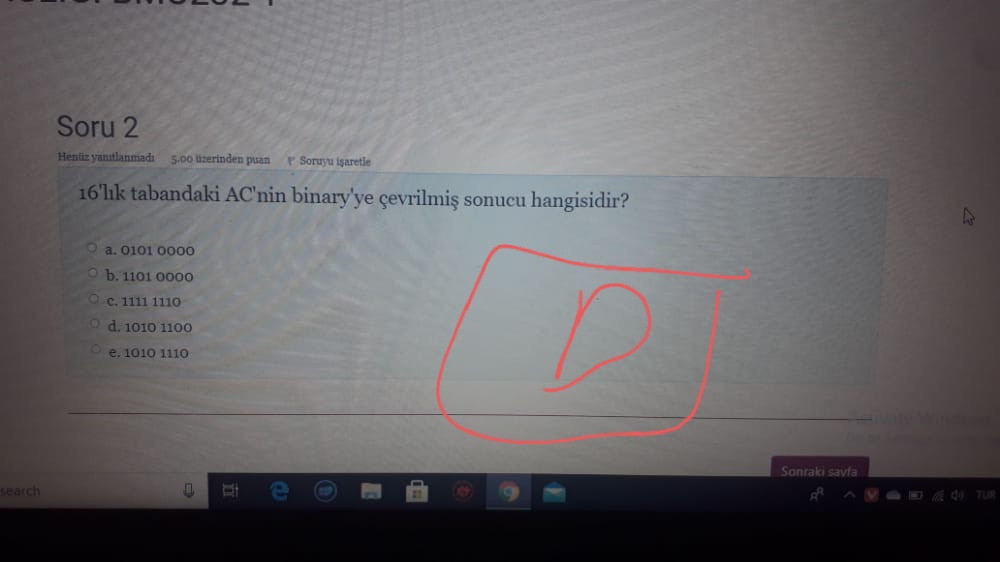 Soru 2
Henüz yanıtlanmadı 5,00 üzerinden puan Soruyu işaretle
16'lık tabandaki AC'nin binary'ye çevrilmiş sonucu hangisidir?
a. 0101 0000
b. 1101 0000
c. 1111 1110
d. 1010 1100
e. 1010 1110
D
Sonraki sayfa
search
TUR